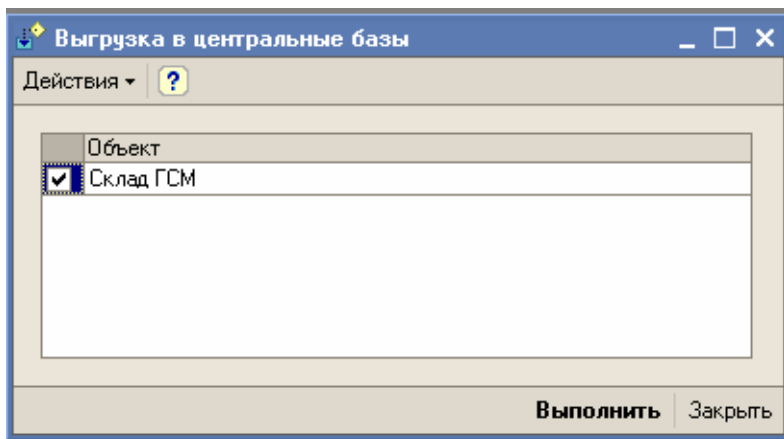 Выгрузка в центральные базы
Действия ?
Объект
Склад ГСМ
Выполнить Закрыть